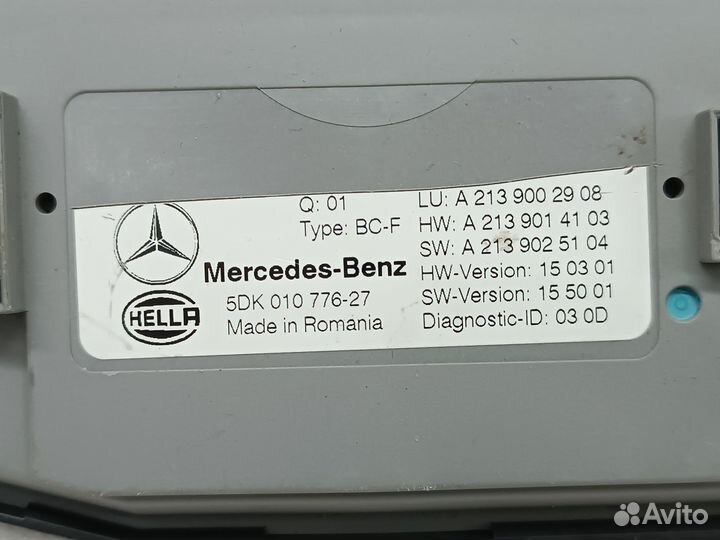 Q: 01
Type: BC-F
Mercedes-Benz
HELLA
5DK 010 776-27
Made in Romania
LU: A 213 900 29 08
HW: A 213 901 41 03
SW: A 213 902 51 04
HW-Version: 15 03 01
SW-Version: 15 50 01
Diagnostic-ID: 03 0D
Avito